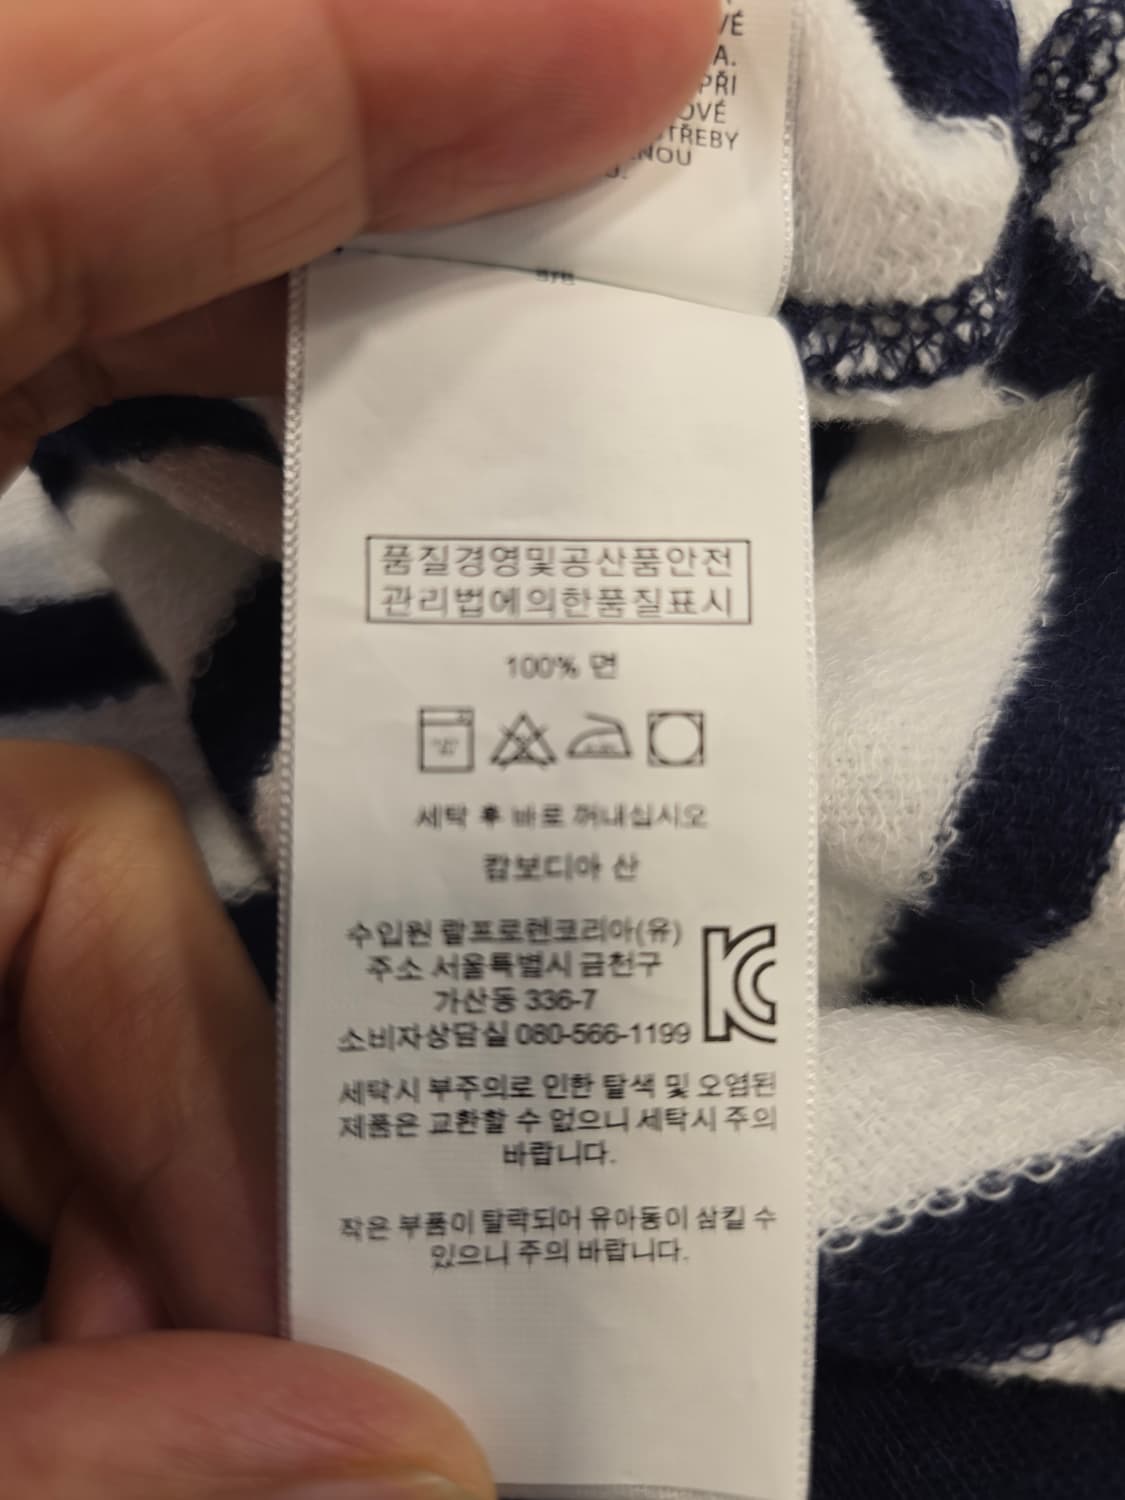 VÉ
A.
PŘI
OVÉ
TŘEBY
NOU
U.
품질경영및공산품안전
관리법에의한품질표시
100% 면
세탁 후 바로 꺼내십시오
캄보디아 산
수입원 랄프로렌코리아(유)
주소 서울특별시 금천구
가산동 336-7
소비자상담실 080-566-1199
KC
세탁시 부주의로 인한 탈색 및 오염된
제품은 교환할 수 없으니 세탁시 주의
바랍니다.
작은 부품이 탈락되어 유아동이 삼킬 수
있으니 주의 바랍니다.